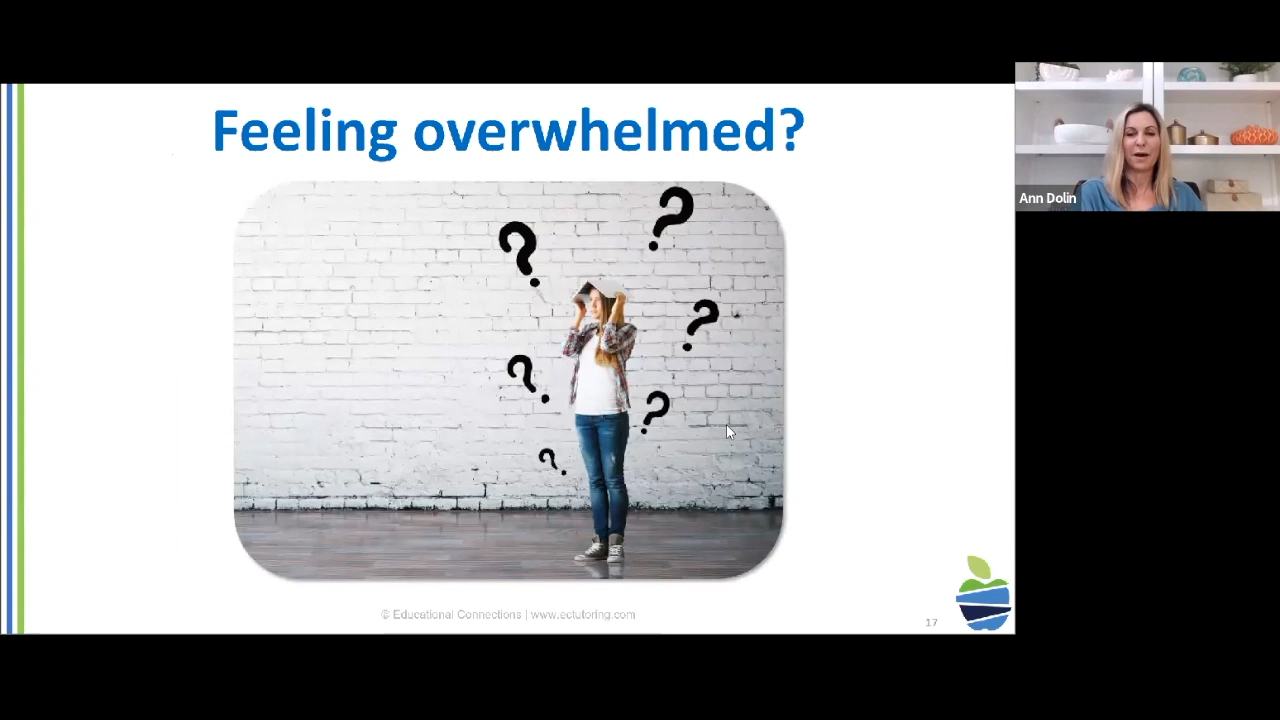 Feeling overwhelmed?
Ann Dolin
? ? ? ? ? ?
© Educational Connections | www.ectutoring.com
17